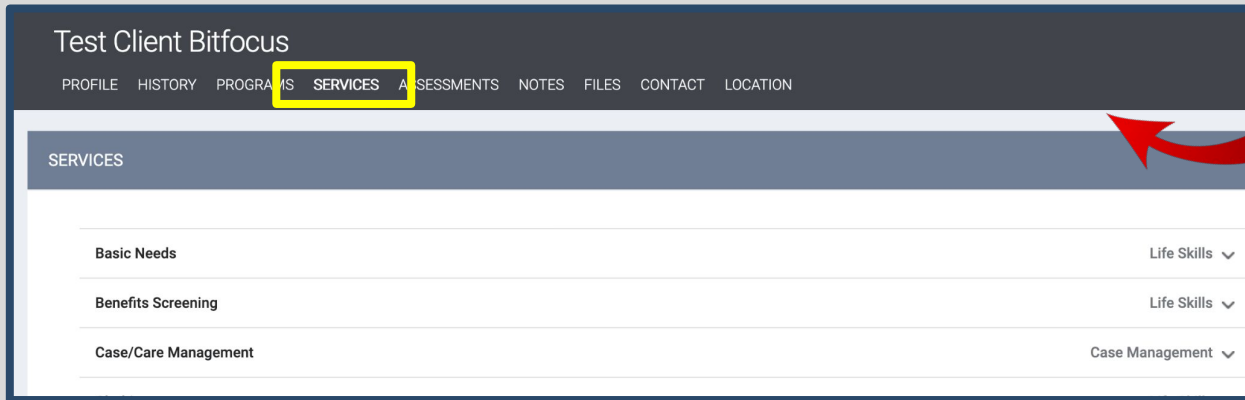 Test Client Bitfocus
PROFILE HISTORY PROGRAMS SERVICES ASSESSMENTS NOTES FILES CONTACT LOCATION
SERVICES
Basic Needs Life Skills
Benefits Screening Life Skills
Case/Care Management Case Management